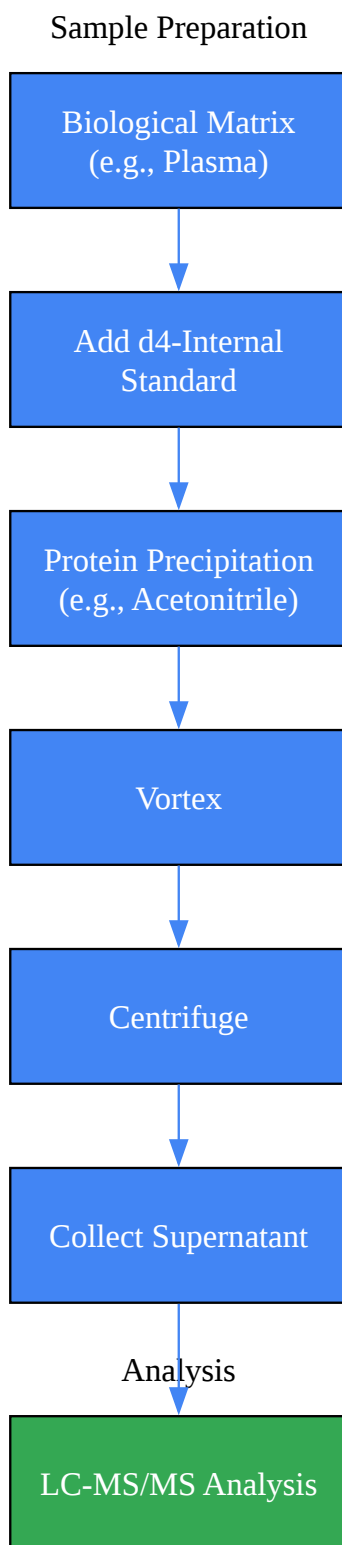 Sample Preparation
Biological Matrix
(e.g., Plasma)
Add d4-Internal
Standard
Protein Precipitation
(e.g., Acetonitrile)
Vortex
Centrifuge
Collect Supernatant
Analysis
LC-MS/MS Analysis